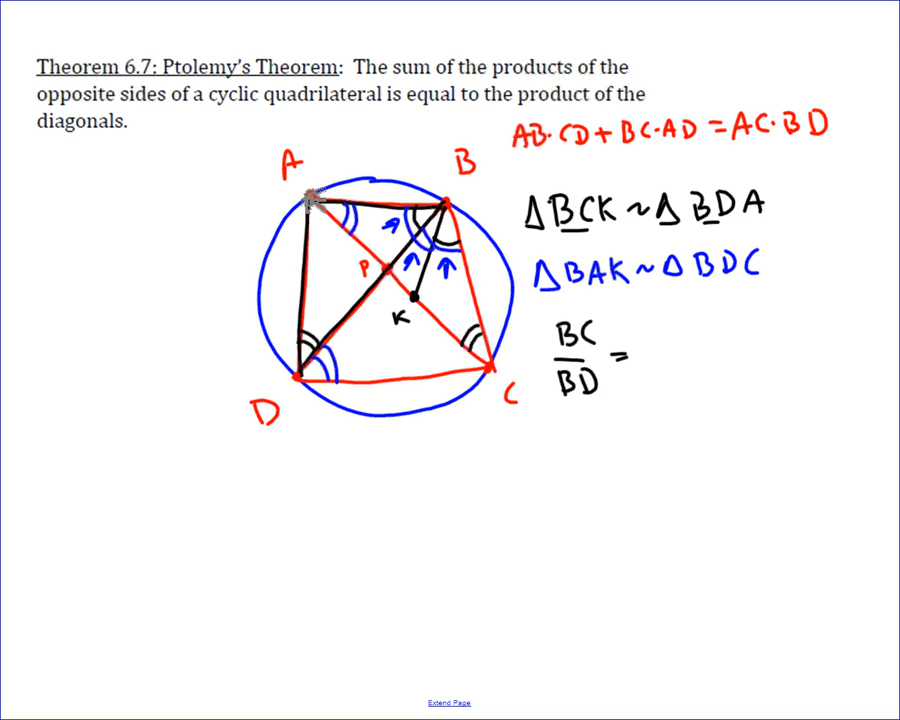 Theorem 6.7: Ptolemy's Theorem: The sum of the products of the
opposite sides of a cyclic quadrilateral is equal to the product of the
diagonals.
AB·CD+BC·AD=AC·BD
A
B
ΔBCK~ΔBDA
P
ΔBAK~ΔBDC
K
BC
BD =
D
C
Extend Page